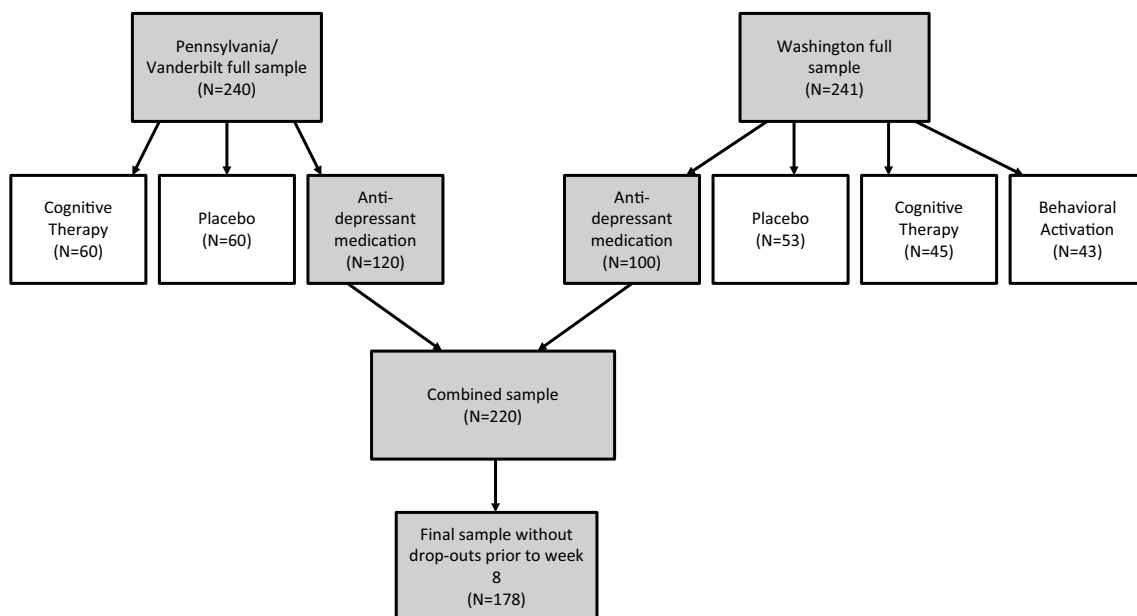 Pennsylvania/
Vanderbilt full sample
(N=240)
Washington full
sample
(N=241)
Cognitive
Therapy
(N=60)
Placebo
(N=60)
Anti-
depressant
medication
(N=120)
Anti-
depressant
medication
(N=100)
Placebo
(N=53)
Cognitive
Therapy
(N=45)
Behavioral
Activation
(N=43)
Combined sample
(N=220)
Final sample without
drop-outs prior to week
8
(N=178)